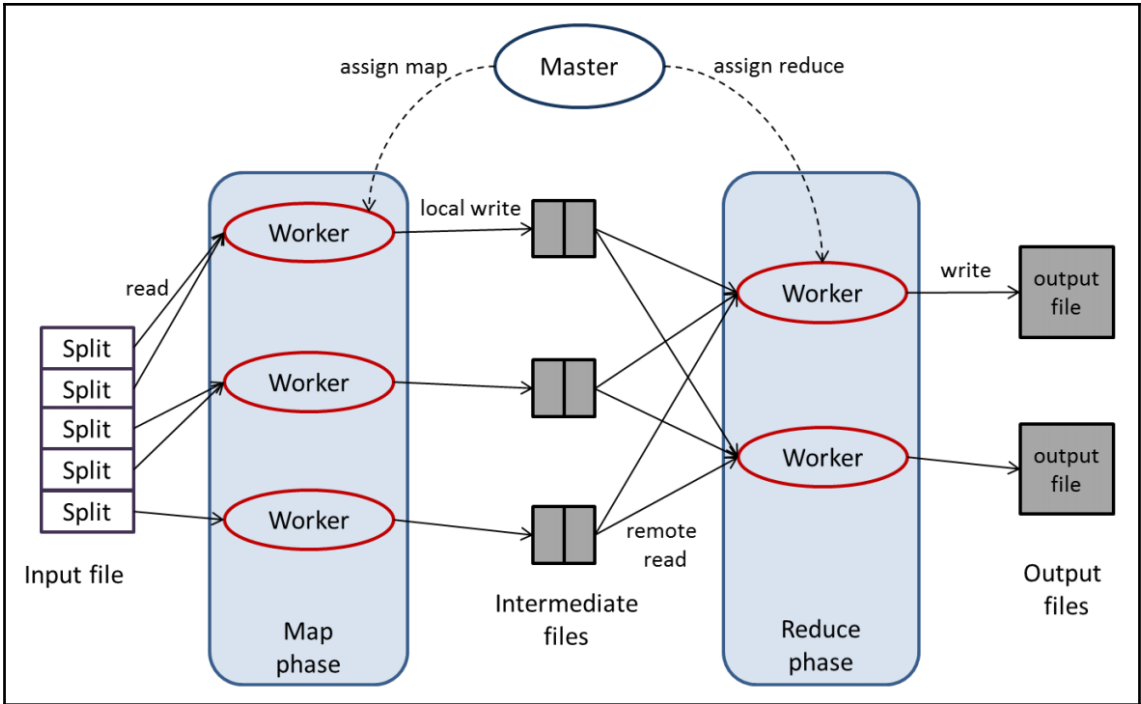 Master
assign map
assign reduce
Worker
local write
Worker
write
output
file
read
Split
Split
Split
Split
Split
Worker
Worker
output
file
Worker
remote
read
Input file
Intermediate
files
Output
files
Map
phase
Reduce
phase